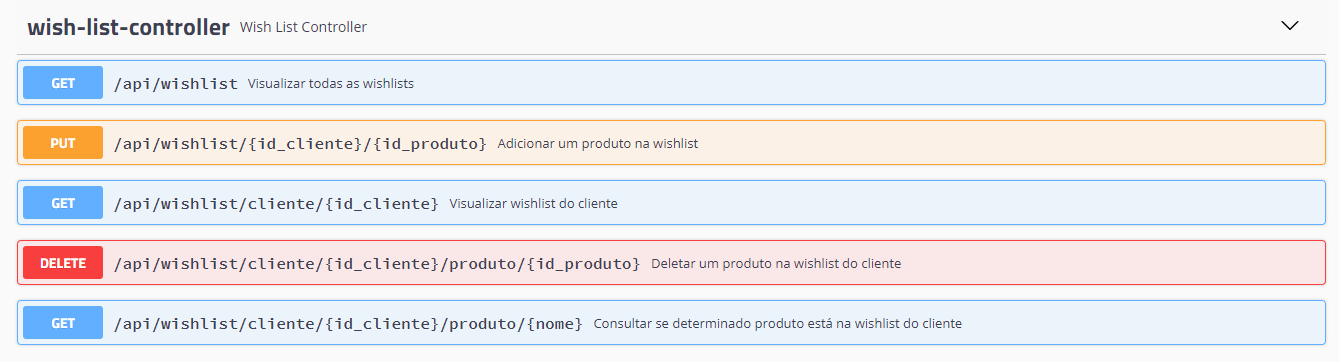 wish-list-controller Wish List Controller
GET /api/wishlist Visualizar todas as wishlists
PUT /api/wishlist/{id_cliente}/{id_produto} Adicionar um produto na wishlist
GET /api/wishlist/cliente/{id_cliente} Visualizar wishlist do cliente
DELETE /api/wishlist/cliente/{id_cliente}/produto/{id_produto} Deletar um produto na wishlist do cliente
GET /api/wishlist/cliente/{id_cliente}/produto/{nome} Consultar se determinado produto está na wishlist do cliente